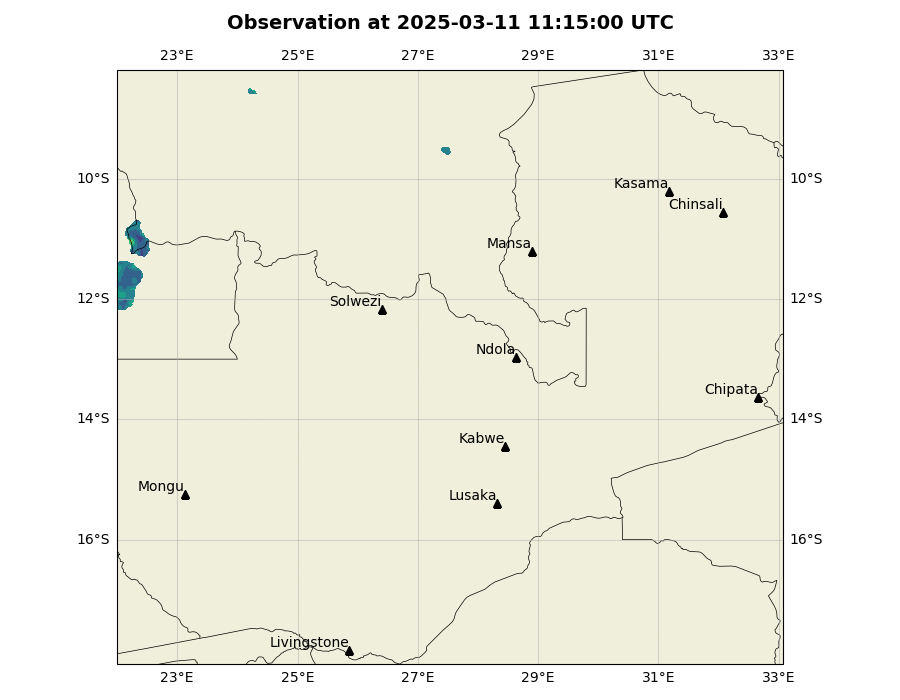 Observation at 2025-03-11 11:15:00 UTC
23°E 25°E 27°E 29°E 31°E 33°E
10°S 10°S
Kasama
Chinsali
Mansa
12°S 12°S
Solwezi
Ndola
Chipata
14°S 14°S
Kabwe
Mongu
Lusaka
16°S 16°S
Livingstone
23°E 25°E 27°E 29°E 31°E 33°E